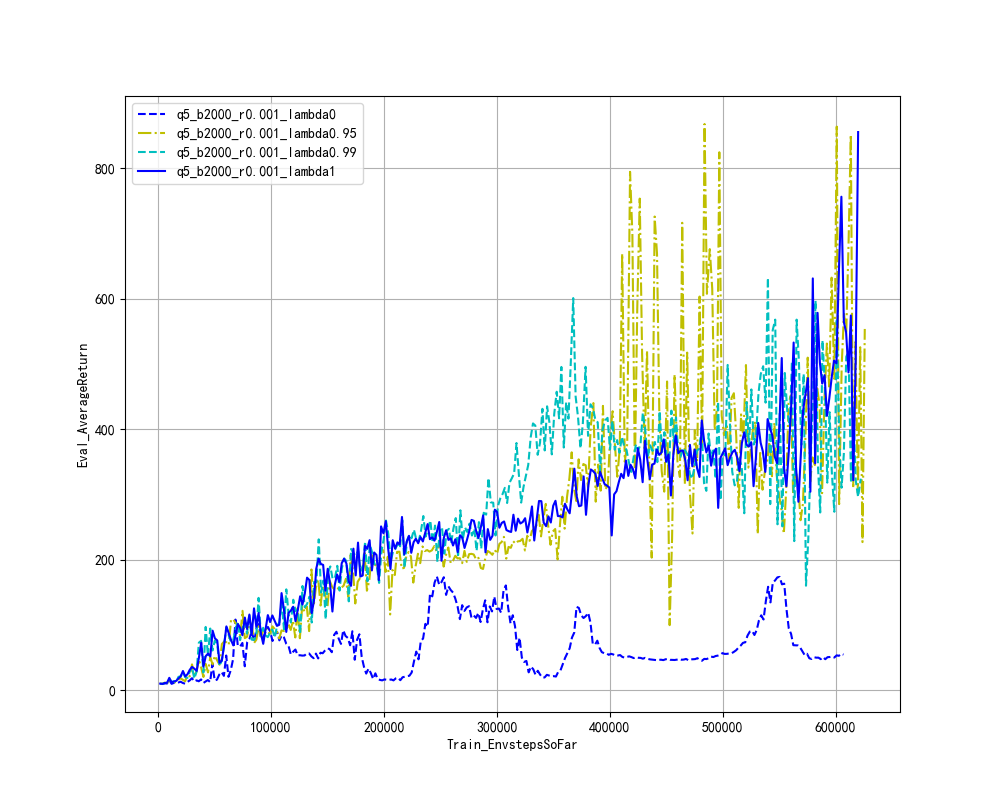 q5_b2000_r0.001_lambda0
q5_b2000_r0.001_lambda0.95
q5_b2000_r0.001_lambda0.99
q5_b2000_r0.001_lambda1
800
600
400
200
0
Eval_AverageReturn
0 100000 200000 300000 400000 500000 600000
Train_EnvstepsSoFar